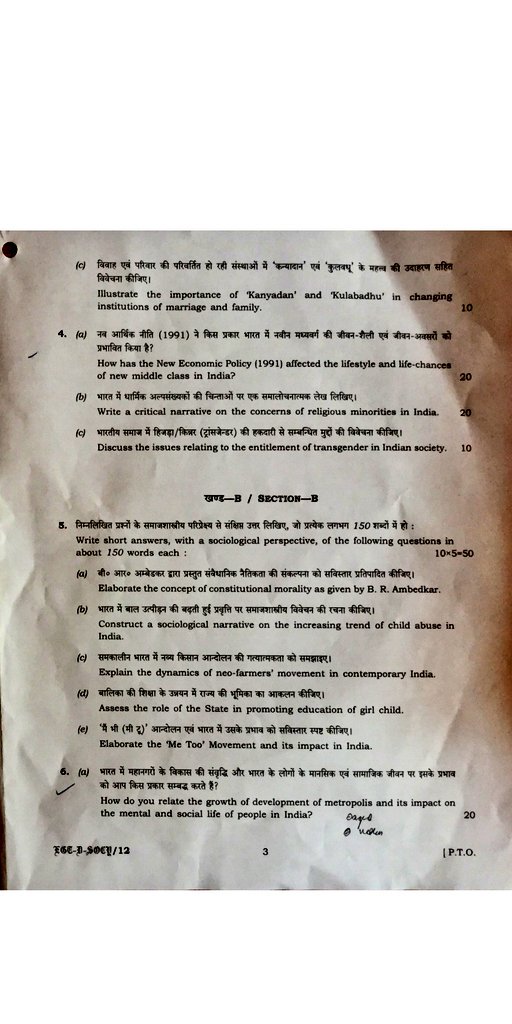 (c) विवाह एवं परिवार की परिवर्तित हो रही संस्थाओं में 'कन्यादान' एवं 'कुलवधू' के महत्त्व की उदाहरण सहित
विवेचना कीजिए।
Illustrate the importance of 'Kanyadan' and 'Kulabadhu' in changing
institutions of marriage and family. 10
4. (a) नव आर्थिक नीति (1991) ने किस प्रकार भारत में नवीन मध्यवर्ग की जीवन-शैली एवं जीवन-अवसरों को
प्रभावित किया है?
How has the New Economic Policy (1991) affected the lifestyle and life-chances
of new middle class in India? 20
(b) भारत में धार्मिक अल्पसंख्यकों की चिन्ताओं पर एक समालोचनात्मक लेख लिखिए।
Write a critical narrative on the concerns of religious minorities in India. 20
(c) भारतीय समाज में हिजड़ा/किन्नर (ट्रांसजेन्डर) की हकदारी से सम्बन्धित मुद्दों की विवेचना कीजिए।
Discuss the issues relating to the entitlement of transgender in Indian society. 10
खण्ड—B / SECTION—B
5. निम्नलिखित प्रश्नों के समाजशास्त्रीय परिप्रेक्ष्य से संक्षिप्त उत्तर लिखिए, जो प्रत्येक लगभग 150 शब्दों में हो :
Write short answers, with a sociological perspective, of the following questions in
about 150 words each : 10×5=50
(a) बी० आर० अम्बेडकर द्वारा प्रस्तुत संवैधानिक नैतिकता की संकल्पना को सविस्तार प्रतिपादित कीजिए।
Elaborate the concept of constitutional morality as given by B. R. Ambedkar.
(b) भारत में बाल उत्पीड़न की बढ़ती हुई प्रवृत्ति पर समाजशास्त्रीय विवेचन की रचना कीजिए।
Construct a sociological narrative on the increasing trend of child abuse in
India.
(c) समकालीन भारत में नव्य किसान आन्दोलन की गत्यात्मकता को समझाइए।
Explain the dynamics of neo-farmers' movement in contemporary India.
(d) बालिका की शिक्षा के उन्नयन में राज्य की भूमिका का आकलन कीजिए।
Assess the role of the State in promoting education of girl child.
(e) 'मैं भी (मी टू)' आन्दोलन एवं भारत में उसके प्रभाव को सविस्तार स्पष्ट कीजिए।
Elaborate the 'Me Too' Movement and its impact in India.
6. (a) भारत में महानगरों के विकास की संवृद्धि और भारत के लोगों के मानसिक एवं सामाजिक जीवन पर इसके प्रभाव
को आप किस प्रकार सम्बद्ध करते हैं?
How do you relate the growth of development of metropolis and its impact on
the mental and social life of people in India? 20
EGT-D-SOCY/12 3 [ P.T.O.